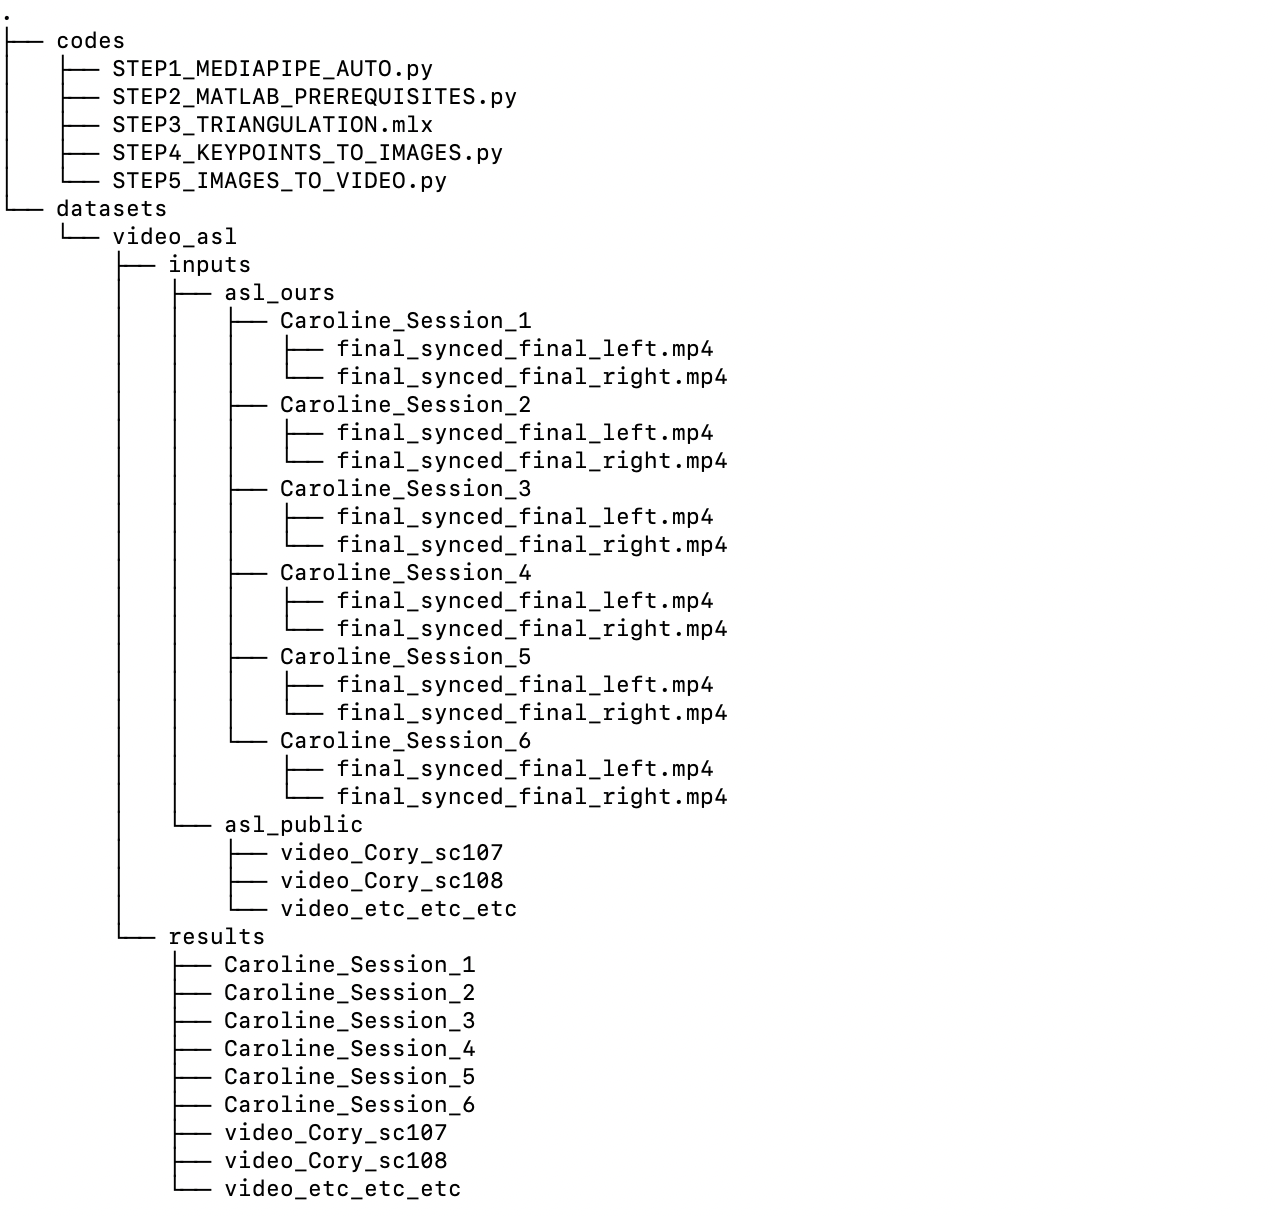 .
├── codes
│   ├── STEP1_MEDIAPIPE_AUTO.py
│   ├── STEP2_MATLAB_PREREQUISITES.py
│   ├── STEP3_TRIANGULATION.mlx
│   ├── STEP4_KEYPOINTS_TO_IMAGES.py
│   └── STEP5_IMAGES_TO_VIDEO.py
└── datasets
    └── video_asl
        ├── inputs
        │   ├── asl_ours
        │   │   ├── Caroline_Session_1
        │   │   │   ├── final_synced_final_left.mp4
        │   │   │   └── final_synced_final_right.mp4
        │   │   ├── Caroline_Session_2
        │   │   │   ├── final_synced_final_left.mp4
        │   │   │   └── final_synced_final_right.mp4
        │   │   ├── Caroline_Session_3
        │   │   │   ├── final_synced_final_left.mp4
        │   │   │   └── final_synced_final_right.mp4
        │   │   ├── Caroline_Session_4
        │   │   │   ├── final_synced_final_left.mp4
        │   │   │   └── final_synced_final_right.mp4
        │   │   ├── Caroline_Session_5
        │   │   │   ├── final_synced_final_left.mp4
        │   │   │   └── final_synced_final_right.mp4
        │   │   └── Caroline_Session_6
        │   │       ├── final_synced_final_left.mp4
        │   │       └── final_synced_final_right.mp4
        │   └── asl_public
        │       ├── video_Cory_sc107
        │       ├── video_Cory_sc108
        │       └── video_etc_etc_etc
        └── results
            ├── Caroline_Session_1
            ├── Caroline_Session_2
            ├── Caroline_Session_3
            ├── Caroline_Session_4
            ├── Caroline_Session_5
            ├── Caroline_Session_6
            ├── video_Cory_sc107
            ├── video_Cory_sc108
            └── video_etc_etc_etc